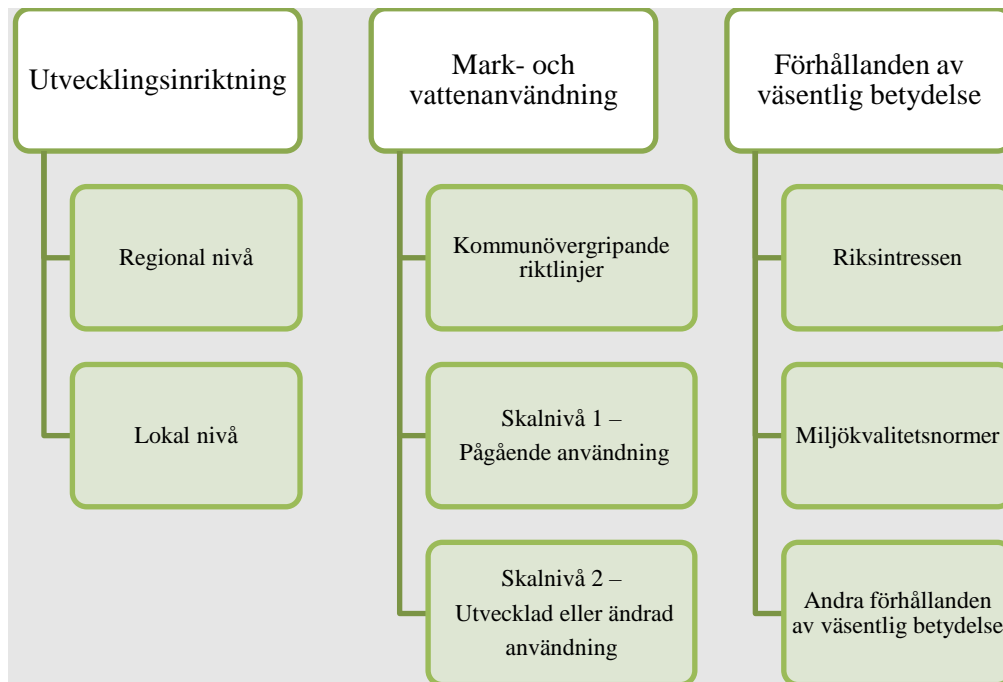 Utvecklingsinriktning
Regional nivå
Lokal nivå
Mark- och
vattenanvändning
Kommunövergripande
riktlinjer
Skalnivå 1 –
Pågående användning
Skalnivå 2 –
Utvecklad eller ändrad
användning
Förhållanden av
väsentlig betydelse
Riksintressen
Miljökvalitetsnormer
Andra förhållanden
av väsentlig betydelse